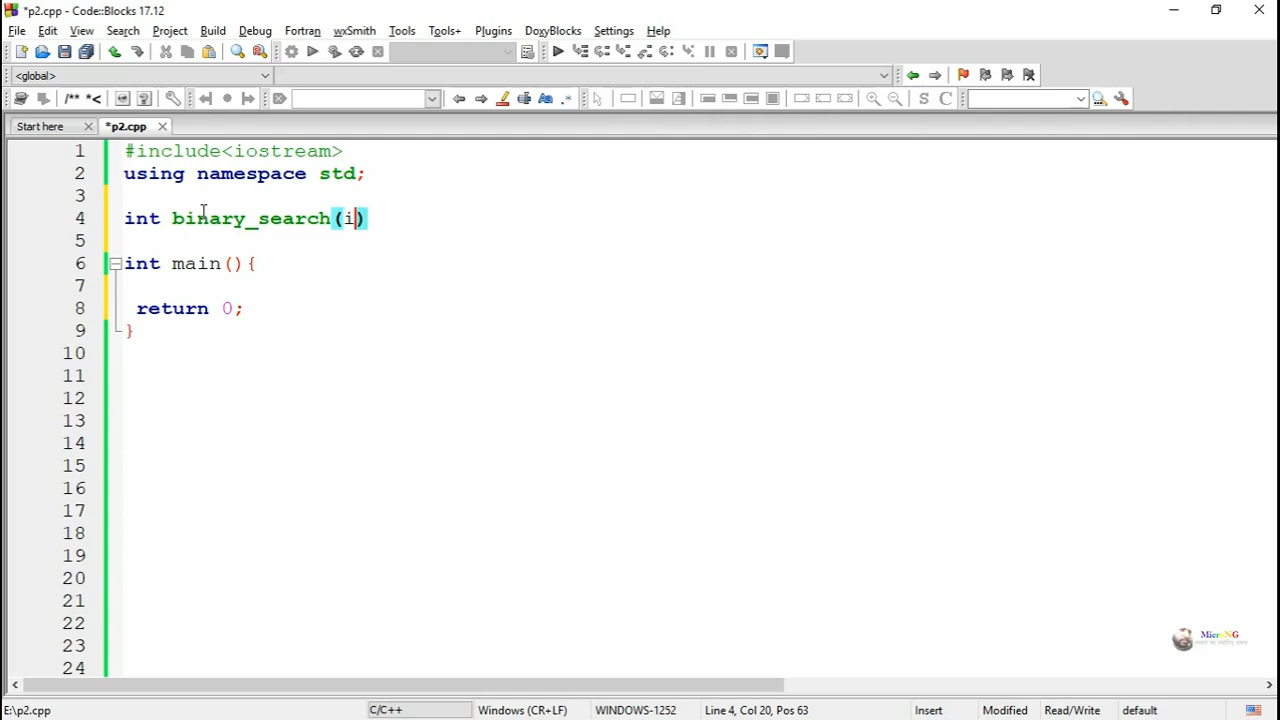 *p2.cpp - Code::Blocks 17.12
File Edit View Search Project Build Debug Fortran wxSmith Tools Tools+ Plugins DoxyBlocks Settings Help
<global>
/** *<
S C
Start here *p2.cpp
1 #include<iostream>
2 using namespace std;
3
4 int binary_search(i)
5
6 int main(){
7
8 return 0;
9 }
10
11
12
13
14
15
16
17
18
19
20
21
22
23
24
MicroNG
E:\p2.cpp C/C++ Windows (CR+LF) WINDOWS-1252 Line 4, Col 20, Pos 63 Insert Modified Read/Write default